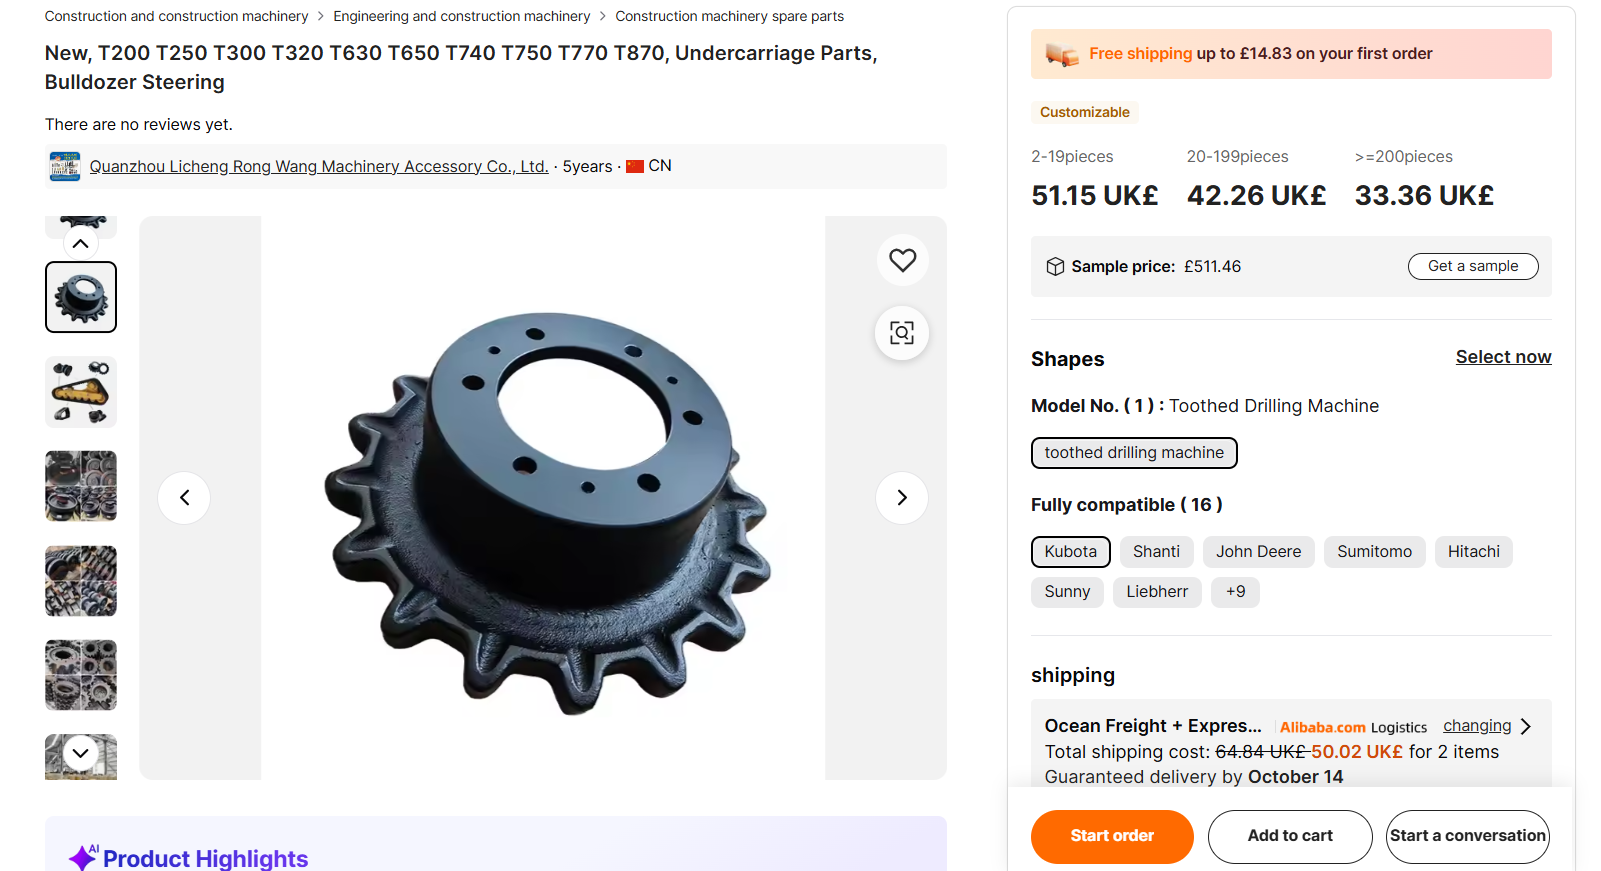 Construction and construction machinery > Engineering and construction machinery > Construction machinery spare parts
New, T200 T250 T300 T320 T630 T650 T740 T750 T770 T870, Undercarriage Parts,
Bulldozer Steering
There are no reviews yet.
Quanzhou Licheng Rong Wang Machinery Accessory Co., Ltd. · 5years · CN
AI Product Highlights
Free shipping up to £14.83 on your first order
Customizable
2-19pieces 20-199pieces >=200pieces
51.15 UK£ 42.26 UK£ 33.36 UK£
Sample price: £511.46 Get a sample
Shapes Select now
Model No. ( 1 ) : Toothed Drilling Machine
toothed drilling machine
Fully compatible ( 16 )
Kubota Shanti John Deere Sumitomo Hitachi
Sunny Liebherr +9
shipping
Ocean Freight + Expres... Alibaba.com Logistics changing
Total shipping cost: 64.84 UK£ 50.02 UK£ for 2 items
Guaranteed delivery by October 14
Start order Add to cart Start a conversation